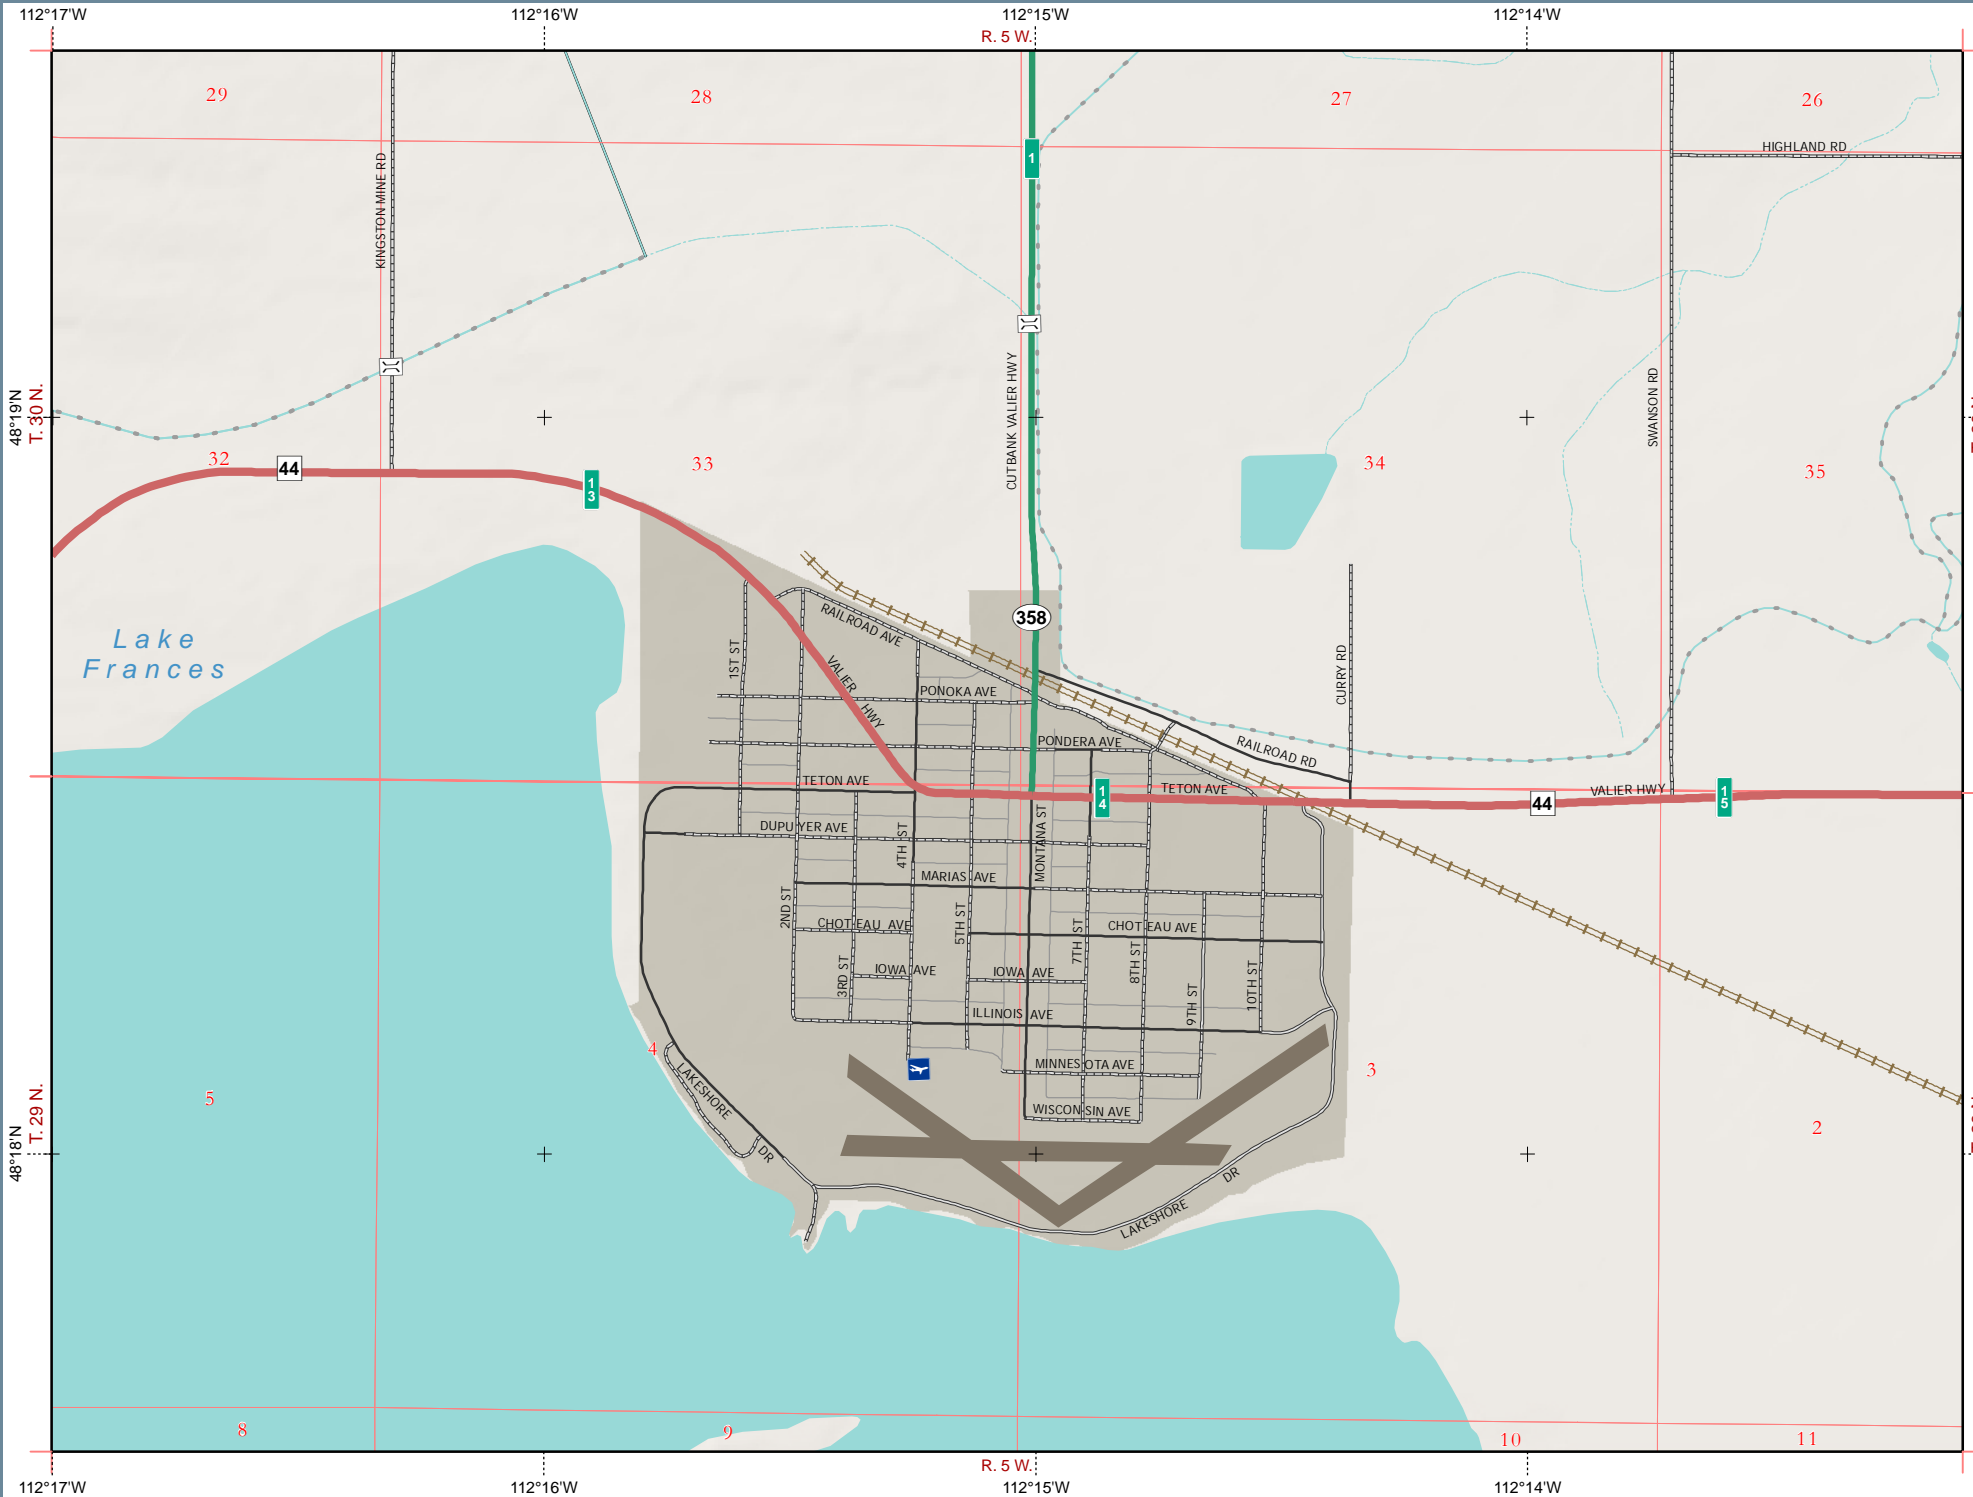 112°17'W
112°16'W
112°15'W
112°14'W
R. 5 W.
29
28
27
26
1
HIGHLAND RD
KINGSTON MINE RD
CUTBANK VALIER HWY
SWANSON RD
48°19'N
T. 30 N.
32
44
1
3
33
34
35
358
Lake
Frances
1ST ST
RAILROAD AVE
VALIER
HWY
CURRY RD
PONOKA AVE
PONDERA AVE
RAILROAD RD
TETON AVE
1
4
TETON AVE
44
VALIER HWY
1
5
DUPUYER AVE
4TH ST
MONTANA ST
MARIAS AVE
2ND ST
CHOTEAU AVE
5TH ST
7TH ST
CHOTEAU AVE
3RD ST
IOWA AVE
IOWA AVE
8TH ST
9TH ST
10TH ST
ILLINOIS AVE
4
MINNESOTA AVE
3
5
LAKESHORE
DR
WISCONSIN AVE
2
48°18'N
T. 29 N.
LAKESHORE
DR
8
9
10
11
R. 5 W.
112°17'W
112°16'W
112°15'W
112°14'W